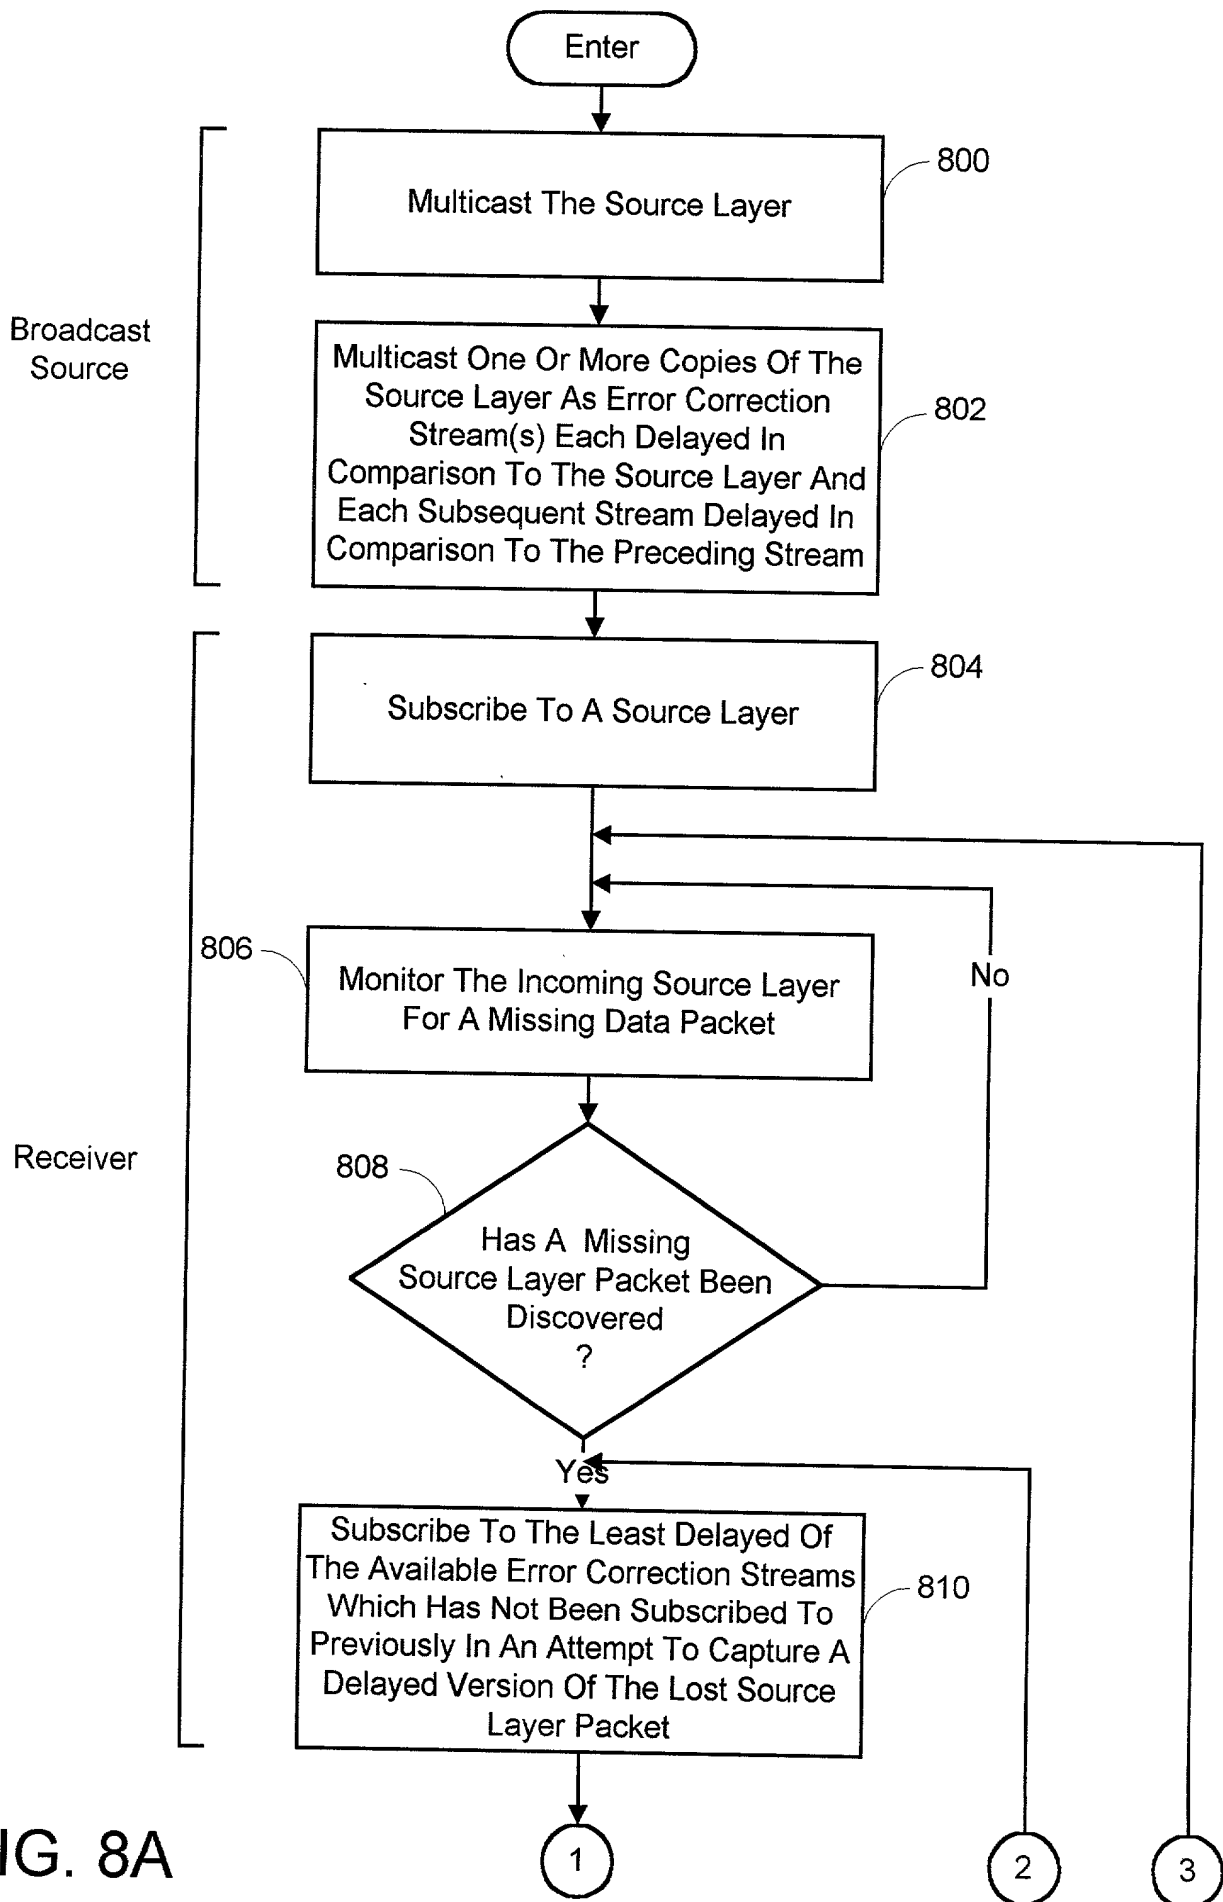 Enter
Multicast The Source Layer
800
Broadcast
Source
Multicast One Or More Copies Of The
Source Layer As Error Correction
Stream(s) Each Delayed In
Comparison To The Source Layer And
Each Subsequent Stream Delayed In
Comparison To The Preceding Stream
802
Subscribe To A Source Layer
804
806
Monitor The Incoming Source Layer
For A Missing Data Packet
No
Receiver
808
Has A Missing
Source Layer Packet Been
Discovered
?
Yes
Subscribe To The Least Delayed Of
The Available Error Correction Streams
Which Has Not Been Subscribed To
Previously In An Attempt To Capture A
Delayed Version Of The Lost Source
Layer Packet
810
IG. 8A
1
2
3